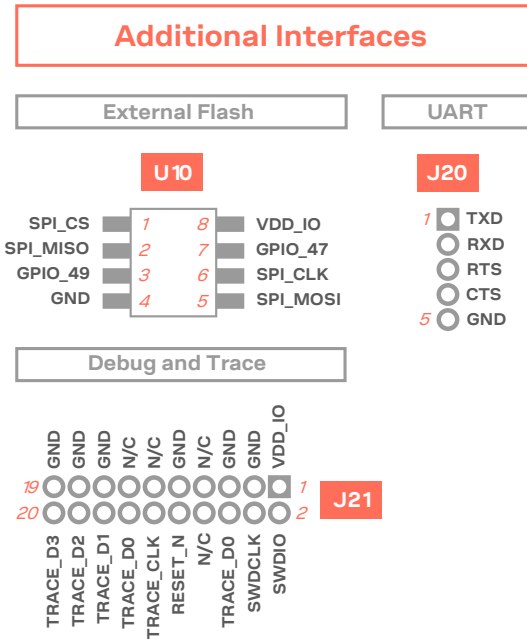 Additional Interfaces
External Flash
UART
U10
J20
SPI_CS 1 8 VDD_IO
SPI_MISO 2 7 GPIO_47
GPIO_49 3 6 SPI_CLK
GND 4 5 SPI_MOSI
1 TXD
RXD
RTS
CTS
5 GND
Debug and Trace
GND
GND
GND
N/C
N/C
GND
N/C
GND
GND
VDD_IO
19
1
20
2
J21
TRACE_D3
TRACE_D2
TRACE_D1
TRACE_D0
TRACE_CLK
RESET_N
N/C
TRACE_D0
SWDCLK
SWDIO